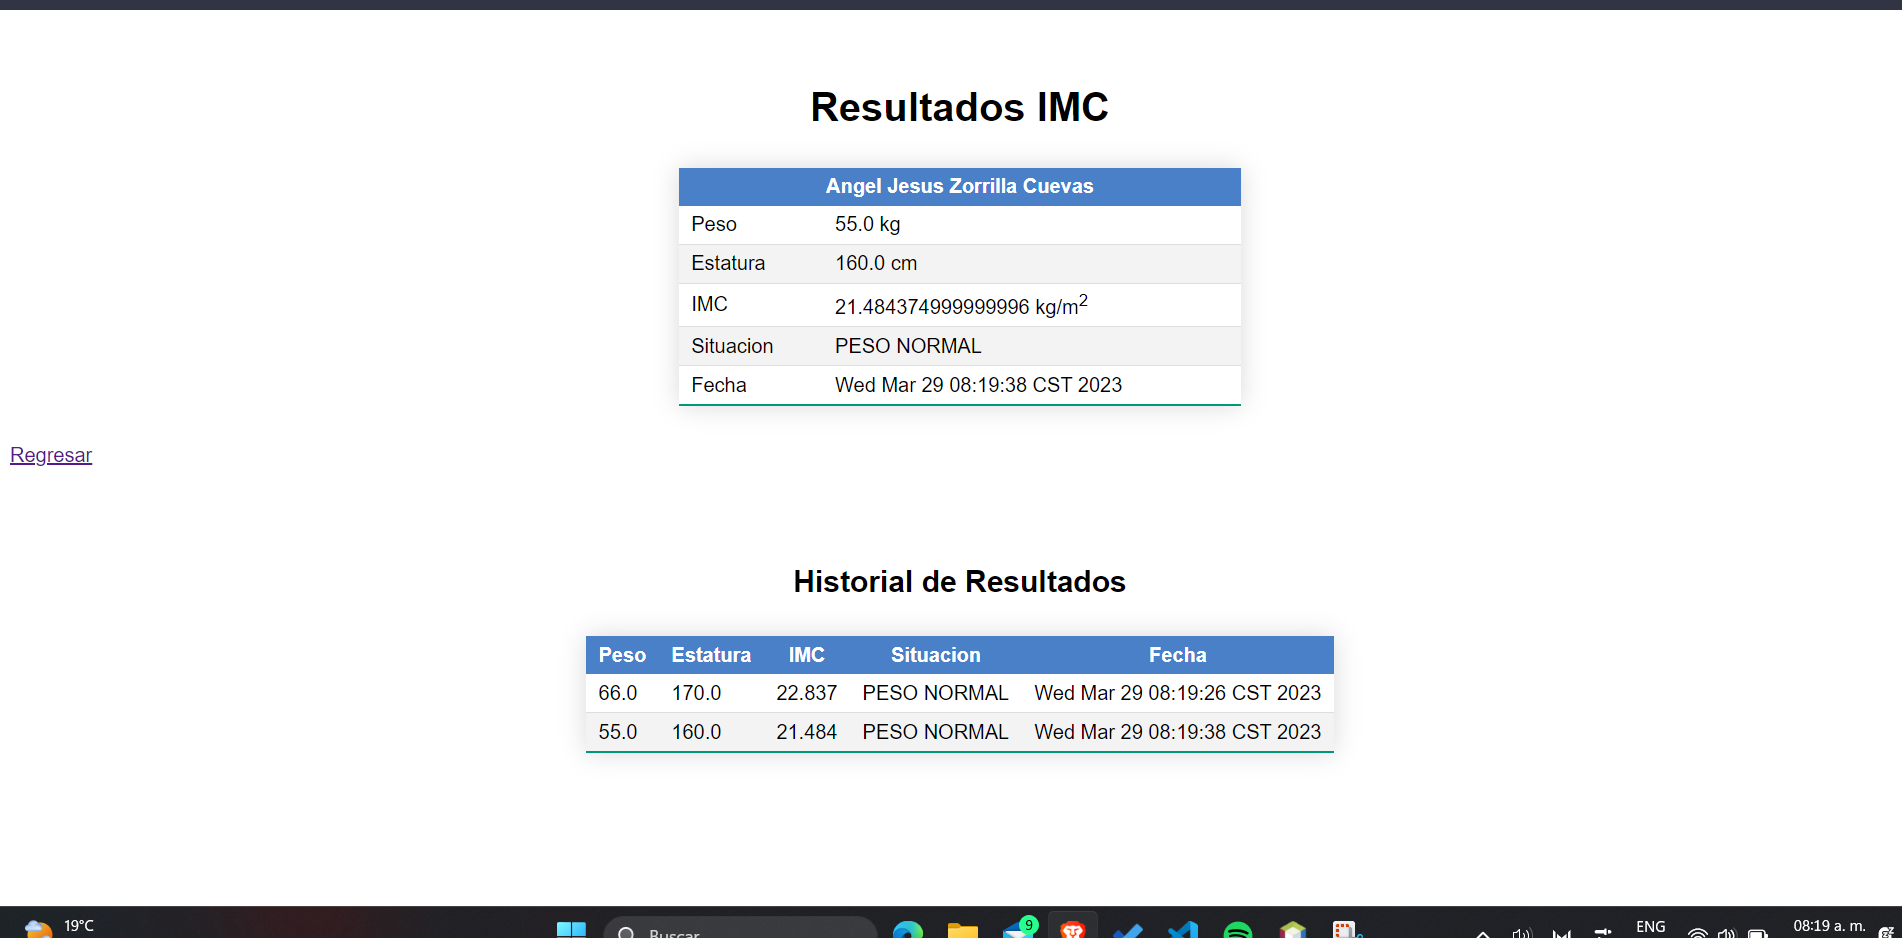 Resultados IMC
Angel Jesus Zorrilla Cuevas
Peso 55.0 kg
Estatura 160.0 cm
IMC 21.484374999999996 kg/m²
Situacion PESO NORMAL
Fecha Wed Mar 29 08:19:38 CST 2023
Regresar
Historial de Resultados
Peso Estatura IMC Situacion Fecha
66.0 170.0 22.837 PESO NORMAL Wed Mar 29 08:19:26 CST 2023
55.0 160.0 21.484 PESO NORMAL Wed Mar 29 08:19:38 CST 2023
19°C
Buscar
9
ENG
08:19 a. m.